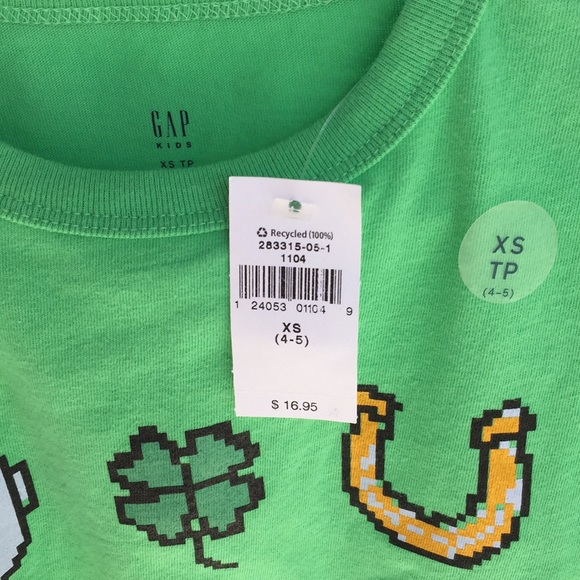 GAP
KIDS
XS TP
Recycled (100%)
283315-05-1
1104
1 24053 01104 9
XS
(4-5)
$ 16.95
XS
TP
(4-5)